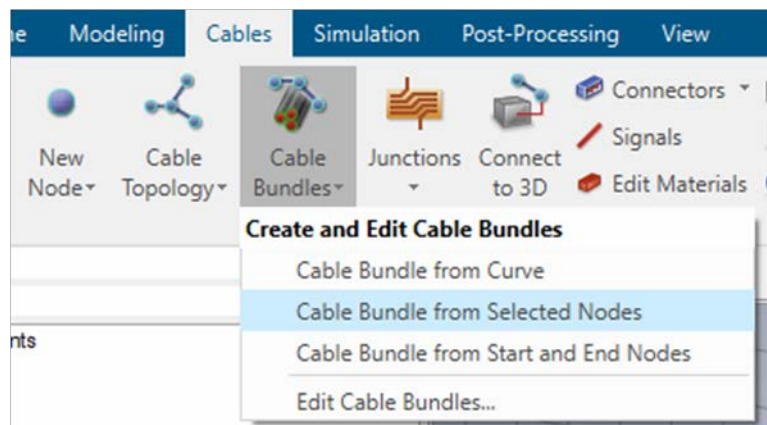 Modeling Cables Simulation Post-Processing View
New Node
Cable Topology
Cable Bundles
Junctions
Connect to 3D
Connectors
Signals
Edit Materials
Create and Edit Cable Bundles
Cable Bundle from Curve
Cable Bundle from Selected Nodes
Cable Bundle from Start and End Nodes
Edit Cable Bundles...